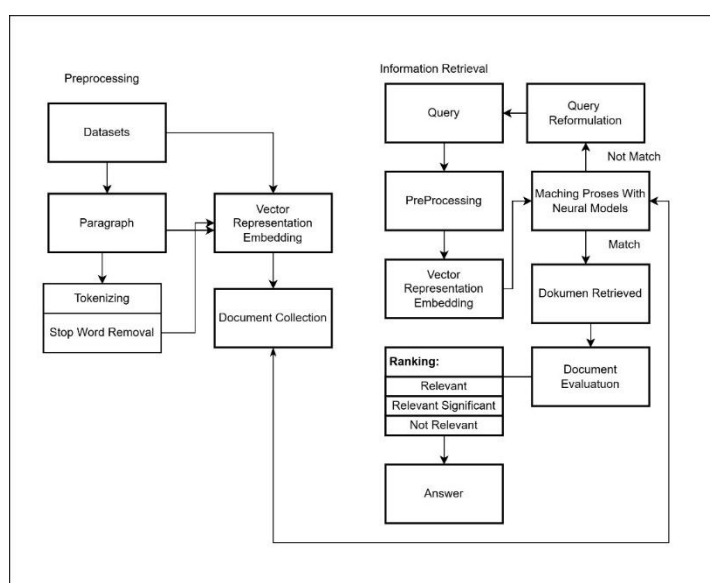 Preprocessing
Datasets
Paragraph
Tokenizing
Stop Word Removal
Vector
Representation
Embedding
Document Collection
Information Retrieval
Query
Query
Reformulation
Not Match
PreProcessing
Maching Proses With
Neural Models
Match
Vector
Representation
Embedding
Dokumen Retrieved
Document
Evaluatuon
Ranking:
Relevant
Relevant Significant
Not Relevant
Answer